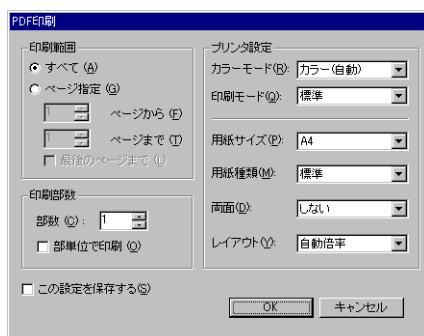 PDF印刷
印刷範囲
すべて(A)
ページ指定(G)
1 ページから(F)
1 ページまで(T)
最後のページまで(L)
印刷部数
部数(C): 1
部単位で印刷(O)
この設定を保存する(S)
プリンタ設定
カラーモード(R): カラー(自動)
印刷モード(Q): 標準
用紙サイズ(P): A4
用紙種類(M): 標準
両面(D): しない
レイアウト(Y): 自動倍率
OK キャンセル